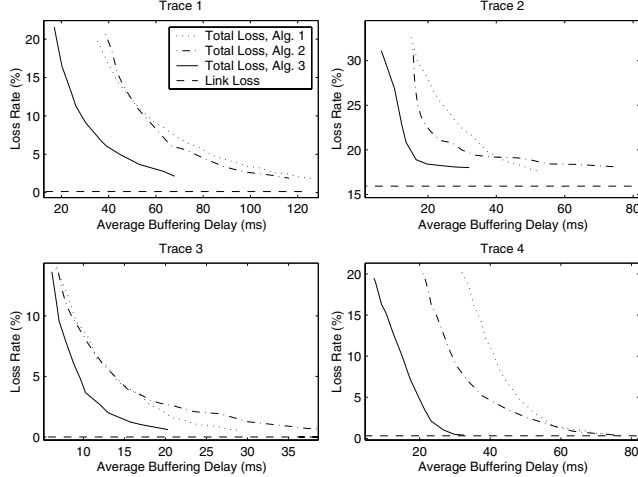 Trace 1
20
15
10
5
0
Loss Rate (%)
20 40 60 80 100 120
Average Buffering Delay (ms)
Total Loss, Alg. 1
Total Loss, Alg. 2
Total Loss, Alg. 3
Link Loss
Trace 2
30
25
20
15
Loss Rate (%)
20 40 60 80
Average Buffering Delay (ms)
Trace 3
10
5
0
Loss Rate (%)
10 15 20 25 30 35
Average Buffering Delay (ms)
Trace 4
20
15
10
5
0
Loss Rate (%)
20 40 60 80
Average Buffering Delay (ms)